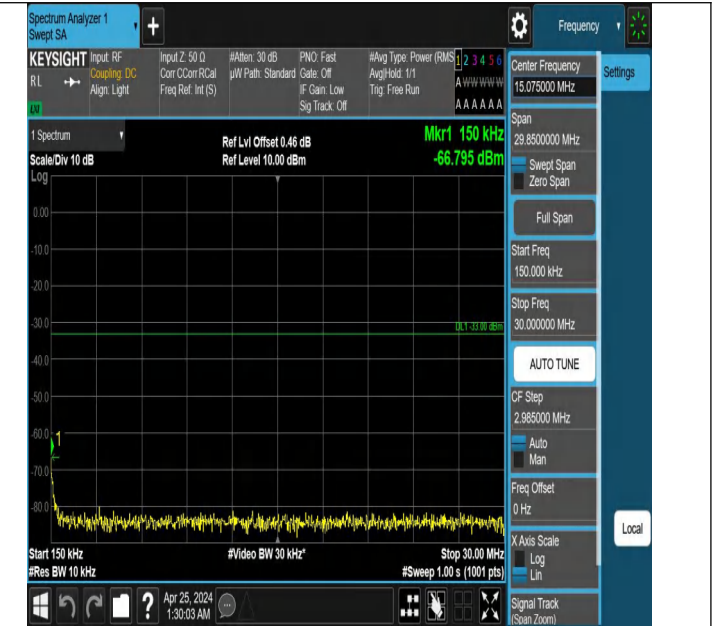 Spectrum Analyzer 1
Swept SA
Frequency
KEYSIGHT
RL
LXI
Input: RF
Coupling: DC
Align: Light
Input Z: 50 Ω
Corr CCorr RCal
Freq Ref: Int (S)
#Atten: 30 dB
µW Path: Standard
PNO: Fast
Gate: Off
IF Gain: Low
Sig Track: Off
#Avg Type: Power (RMS
Avg|Hold: 1/1
Trig: Free Run
1 2 3 4 5 6
A W W W W W
A A A A A A
1 Spectrum
Scale/Div 10 dB
Log
Ref Lvl Offset 0.46 dB
Ref Level 10.00 dBm
Mkr1 150 kHz
-66.795 dBm
0.00
-10.0
-20.0
-30.0
DL1 -33.00 dBm
-40.0
-50.0
-60.0
1
-70.0
-80.0
Start 150 kHz
#Res BW 10 kHz
#Video BW 30 kHz*
Stop 30.00 MHz
#Sweep 1.00 s (1001 pts)
Apr 25, 2024
1:30:03 AM
?
Center Frequency
15.075000 MHz
Settings
Span
29.8500000 MHz
Swept Span
Zero Span
Full Span
Start Freq
150.000 kHz
Stop Freq
30.000000 MHz
AUTO TUNE
CF Step
2.985000 MHz
Auto
Man
Freq Offset
0 Hz
X Axis Scale
Log
Lin
Local
Signal Track
(Span Zoom)